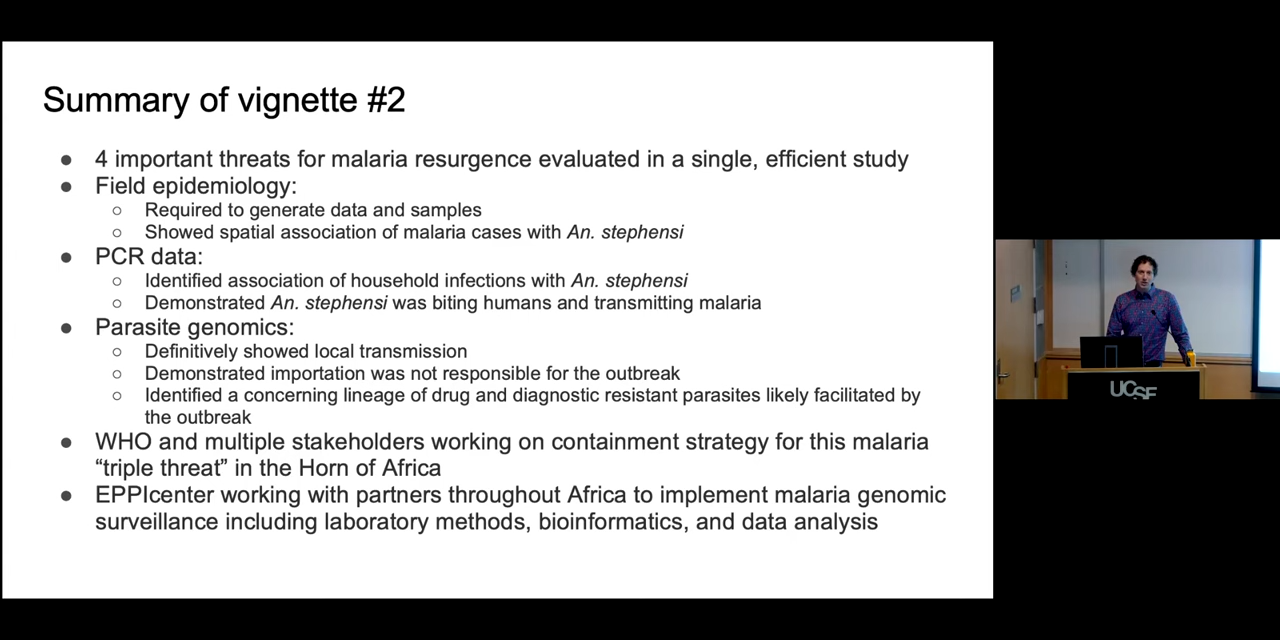 Summary of vignette #2
● 4 important threats for malaria resurgence evaluated in a single, efficient study
● Field epidemiology:
○ Required to generate data and samples
○ Showed spatial association of malaria cases with An. stephensi
● PCR data:
○ Identified association of household infections with An. stephensi
○ Demonstrated An. stephensi was biting humans and transmitting malaria
● Parasite genomics:
○ Definitively showed local transmission
○ Demonstrated importation was not responsible for the outbreak
○ Identified a concerning lineage of drug and diagnostic resistant parasites likely facilitated by
the outbreak
● WHO and multiple stakeholders working on containment strategy for this malaria
“triple threat” in the Horn of Africa
● EPPIcenter working with partners throughout Africa to implement malaria genomic
surveillance including laboratory methods, bioinformatics, and data analysis
UCSF